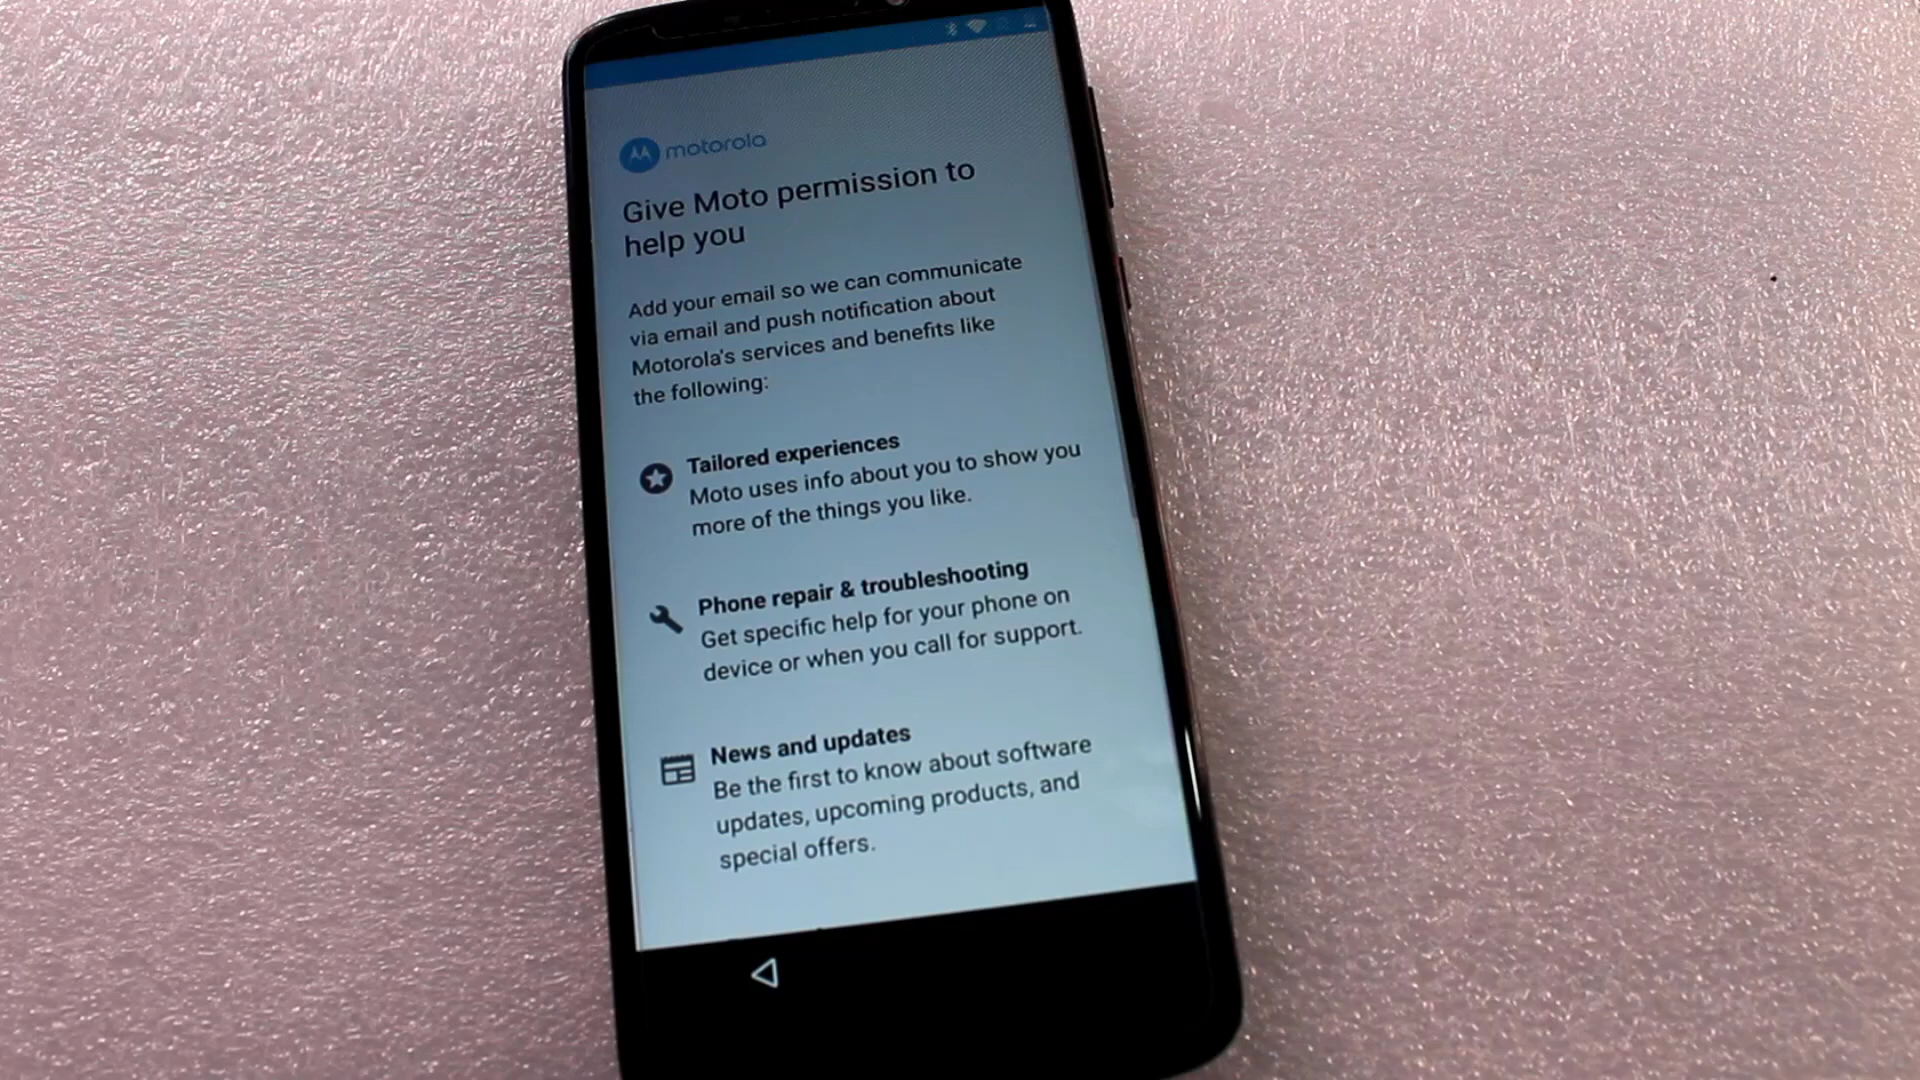 motorola
Give Moto permission to
help you
Add your email so we can communicate
via email and push notification about
Motorola's services and benefits like
the following:
Tailored experiences
Moto uses info about you to show you
more of the things you like.
Phone repair & troubleshooting
Get specific help for your phone on
device or when you call for support.
News and updates
Be the first to know about software
updates, upcoming products, and
special offers.